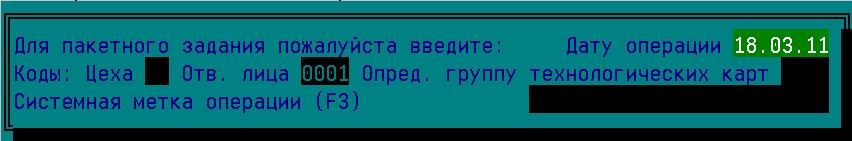 Для пакетного задания пожалуйста введите: Дату операции 18.03.11
Коды: Цеха Отв. лица 0001 Опред. группу технологических карт
Системная метка операции (F3)